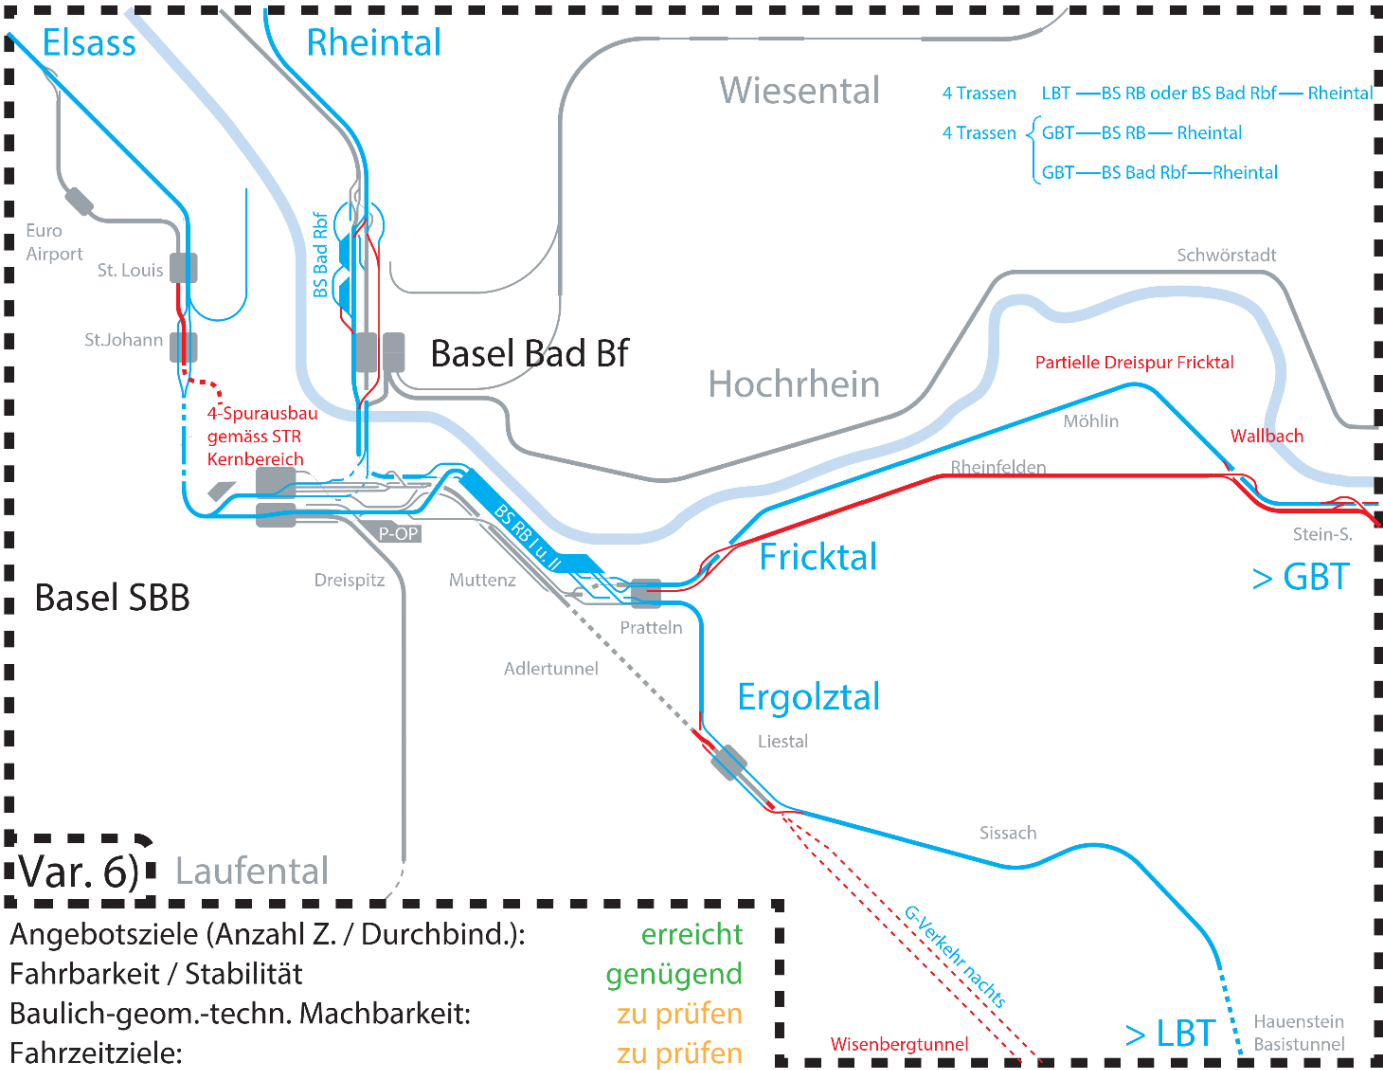 Elsass
Rheintal
Wiesental
4 Trassen LBT — BS RB oder BS Bad Rbf — Rheintal
4 Trassen GBT — BS RB — Rheintal
GBT — BS Bad Rbf — Rheintal
Euro
Airport
St. Louis
BS Bad Rbf
Schwörstadt
St.Johann
Basel Bad Bf
Hochrhein
Partielle Dreispur Fricktal
Möhlin
Wallbach
4-Spurausbau
gemäss STR
Kernbereich
Rheinfelden
BS RB I u. II
P-OP
Stein-S.
Fricktal
> GBT
Dreispitz
Muttenz
Basel SBB
Pratteln
Adlertunnel
Ergolztal
Liestal
Sissach
Var. 6)
Laufental
G-Verkehr nachts
Angebotsziele (Anzahl Z. / Durchbind.): erreicht
Fahrbarkeit / Stabilität genügend
Baulich-geom.-techn. Machbarkeit: zu prüfen
Fahrzeitziele: zu prüfen
Wisenbergtunnel
> LBT
Hauenstein
Basistunnel